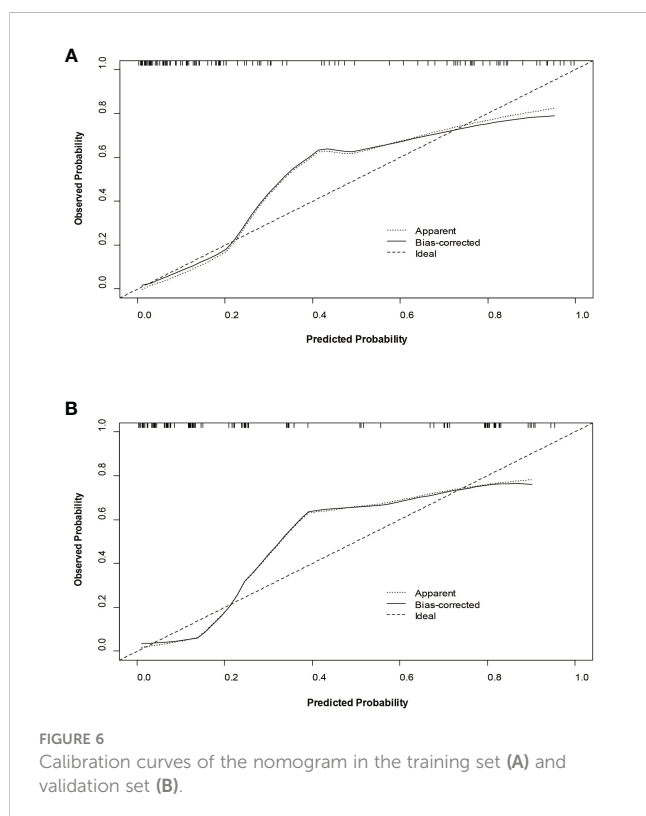 A
1.0
0.8
0.6
0.4
0.2
0.0
Observed Probability
Apparent
Bias-corrected
Ideal
0.0 0.2 0.4 0.6 0.8 1.0
Predicted Probability
B
1.0
0.8
0.6
0.4
0.2
0.0
Observed Probability
Apparent
Bias-corrected
Ideal
0.0 0.2 0.4 0.6 0.8 1.0
Predicted Probability
FIGURE 6
Calibration curves of the nomogram in the training set (A) and
validation set (B).